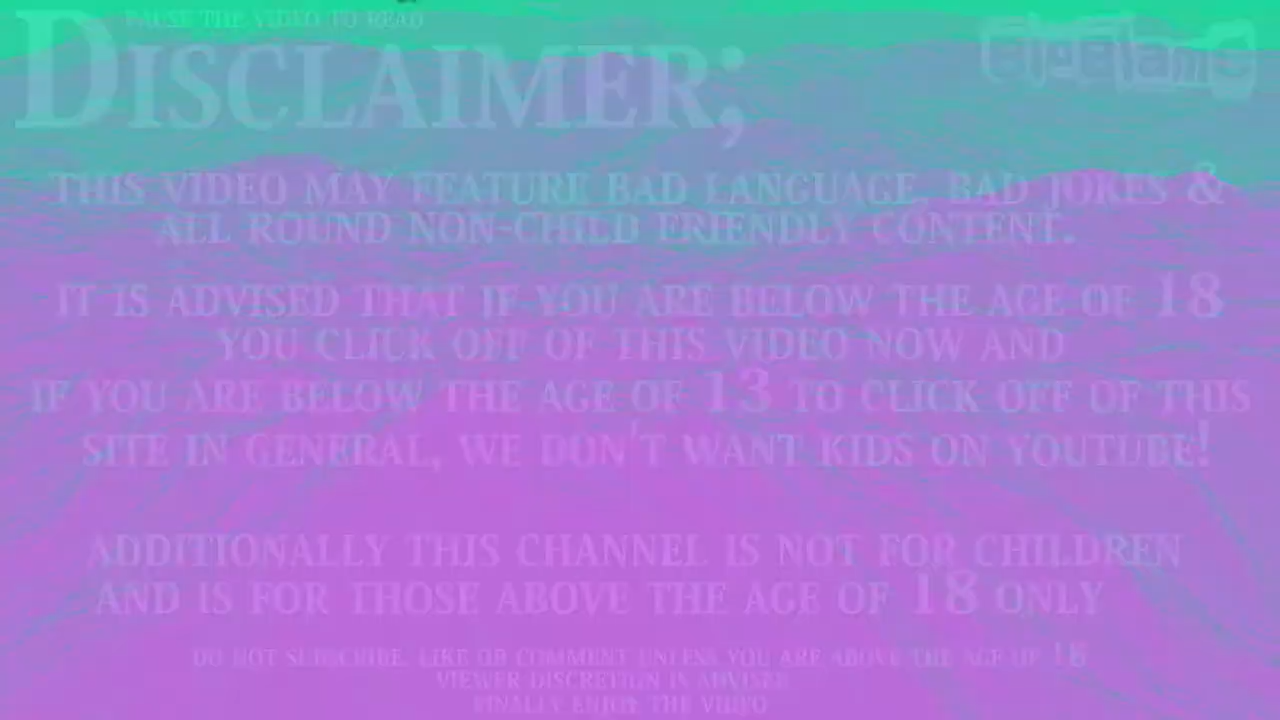 PAUSE THE VIDEO TO READ
DISCLAIMER;
THIS VIDEO MAY FEATURE BAD LANGUAGE, BAD JOKES &
ALL ROUND NON-CHILD FRIENDLY CONTENT.
IT IS ADVISED THAT IF YOU ARE BELOW THE AGE OF 18
YOU CLICK OFF OF THIS VIDEO NOW AND
IF YOU ARE BELOW THE AGE OF 13 TO CLICK OFF OF THIS
SITE IN GENERAL, WE DON'T WANT KIDS ON YOUTUBE!
ADDITIONALLY THIS CHANNEL IS NOT FOR CHILDREN
AND IS FOR THOSE ABOVE THE AGE OF 18 ONLY
DO NOT SUBSCRIBE, LIKE OR COMMENT UNLESS YOU ARE ABOVE THE AGE OF 18
VIEWER DISCRETION IS ADVISED
FINALLY ENJOY THE VIDEO